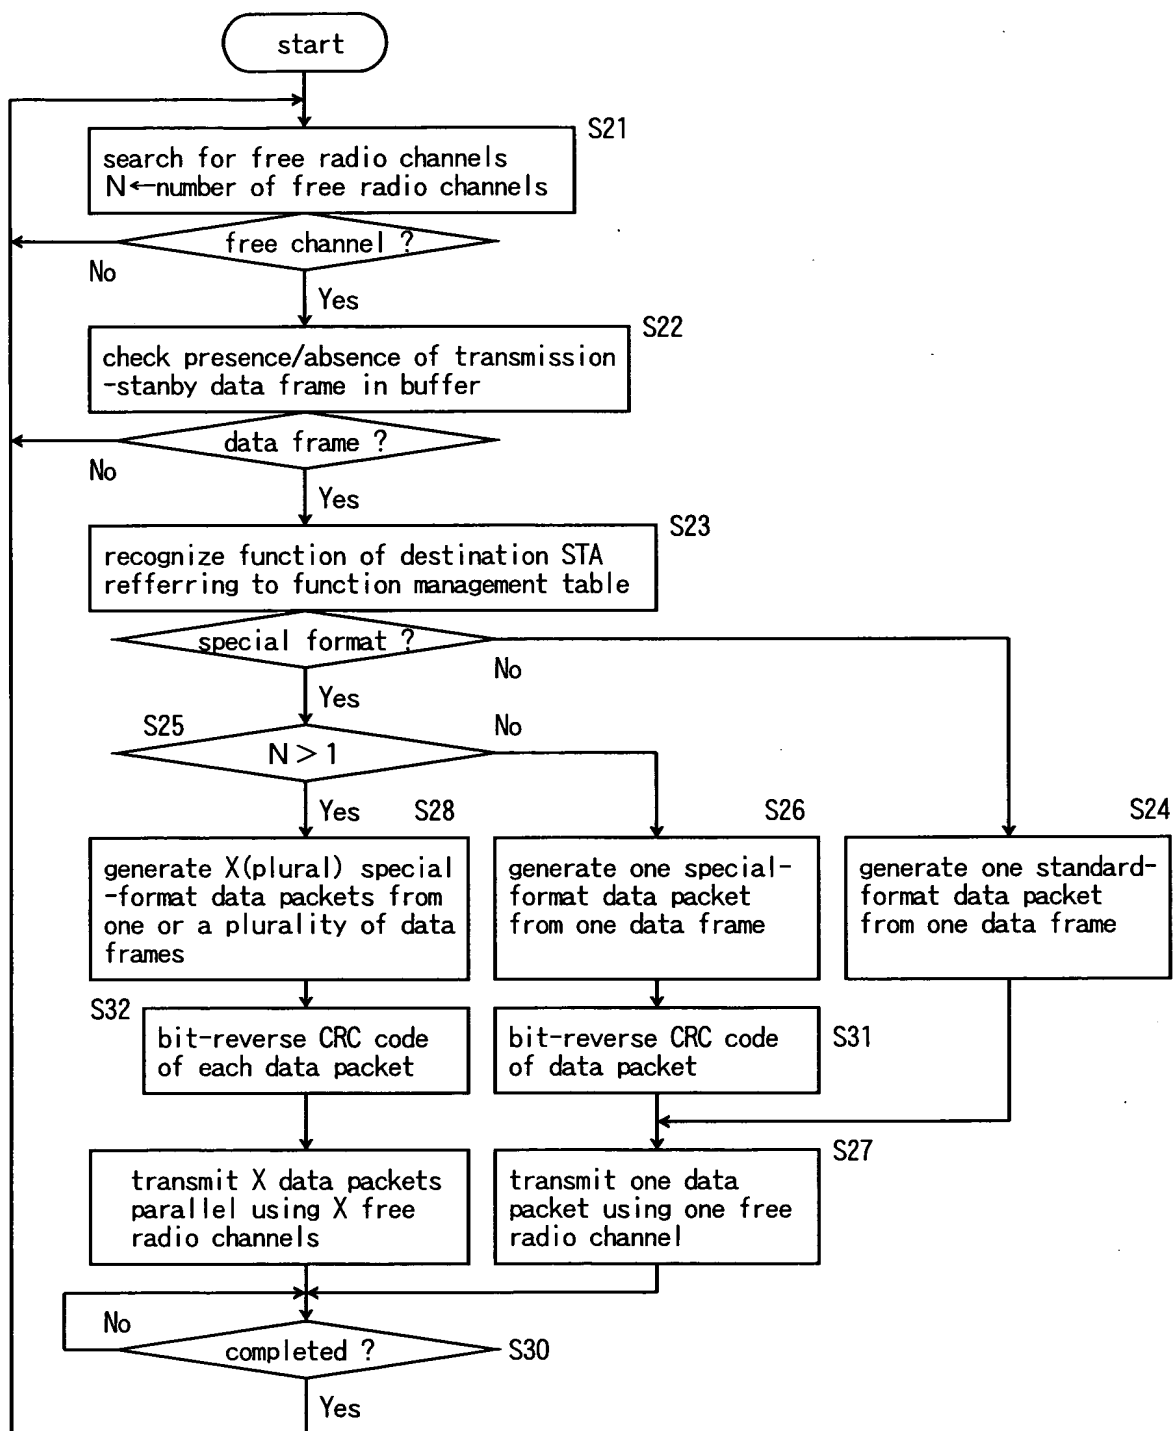 start
S21
search for free radio channels
N←number of free radio channels
free channel ?
No
Yes
S22
check presence/absence of transmission
-stanby data frame in buffer
data frame ?
No
Yes
S23
recognize function of destination STA
refferring to function management table
special format ?
No
Yes
S25
No
N > 1
Yes
S28
S26
S24
generate X(plural) special
-format data packets from
one or a plurality of data
frames
generate one special-
format data packet
from one data frame
generate one standard-
format data packet
from one data frame
S32
bit-reverse CRC code
of each data packet
bit-reverse CRC code
of data packet
S31
S27
transmit X data packets
parallel using X free
radio channels
transmit one data
packet using one free
radio channel
No
completed ?
S30
Yes